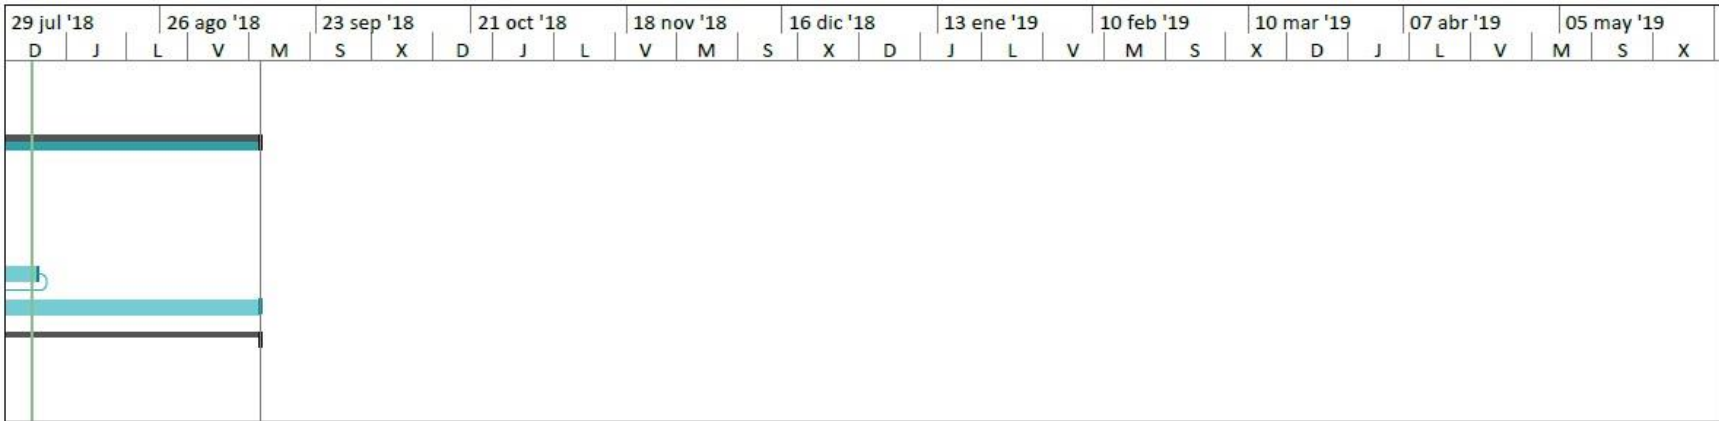 29 jul '18 26 ago '18 23 sep '18 21 oct '18 18 nov '18 16 dic '18 13 ene '19 10 feb '19 10 mar '19 07 abr '19 05 may '19
D J L V M S X D J L V M S X D J L V M S X D J L V M S X